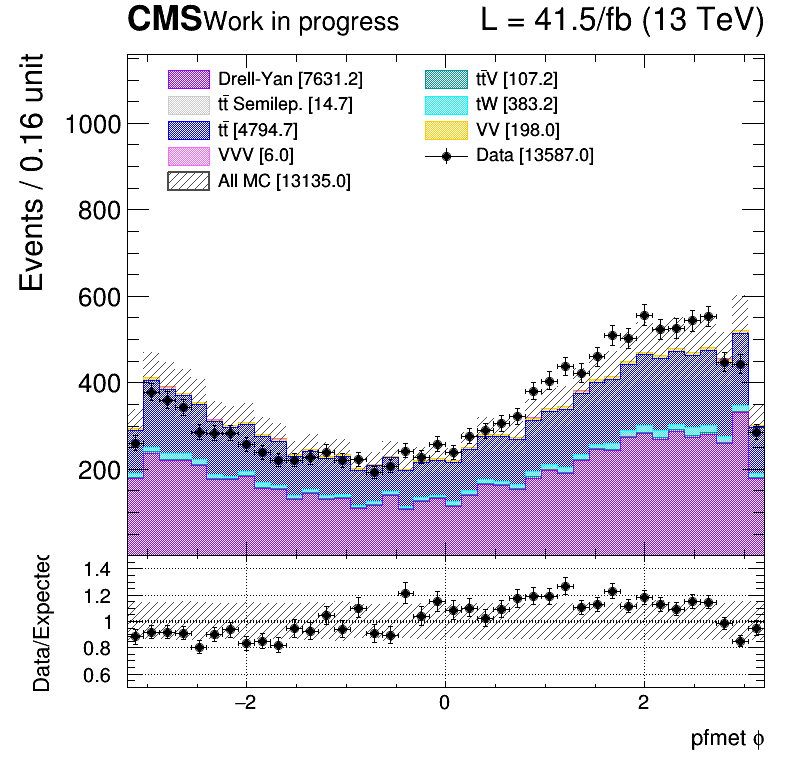 CMS Work in progress L = 41.5/fb (13 TeV)
Events / 0.16 unit
Drell-Yan [7631.2]
tt̄ Semilep. [14.7]
tt̄ [4794.7]
VVV [6.0]
All MC [13135.0]
tt̄V [107.2]
tW [383.2]
VV [198.0]
Data [13587.0]
1000
800
600
400
200
Data/Expected
1.4
1.2
1
0.8
0.6
−2 0 2
pfmet ϕ